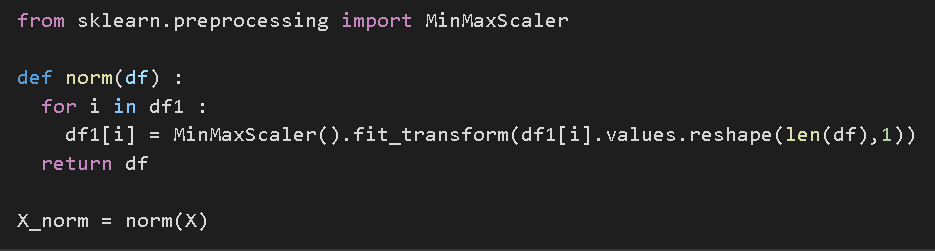 from sklearn.preprocessing import MinMaxScaler
def norm(df) :
  for i in df1 :
    df1[i] = MinMaxScaler().fit_transform(df1[i].values.reshape(len(df),1))
  return df
X_norm = norm(X)